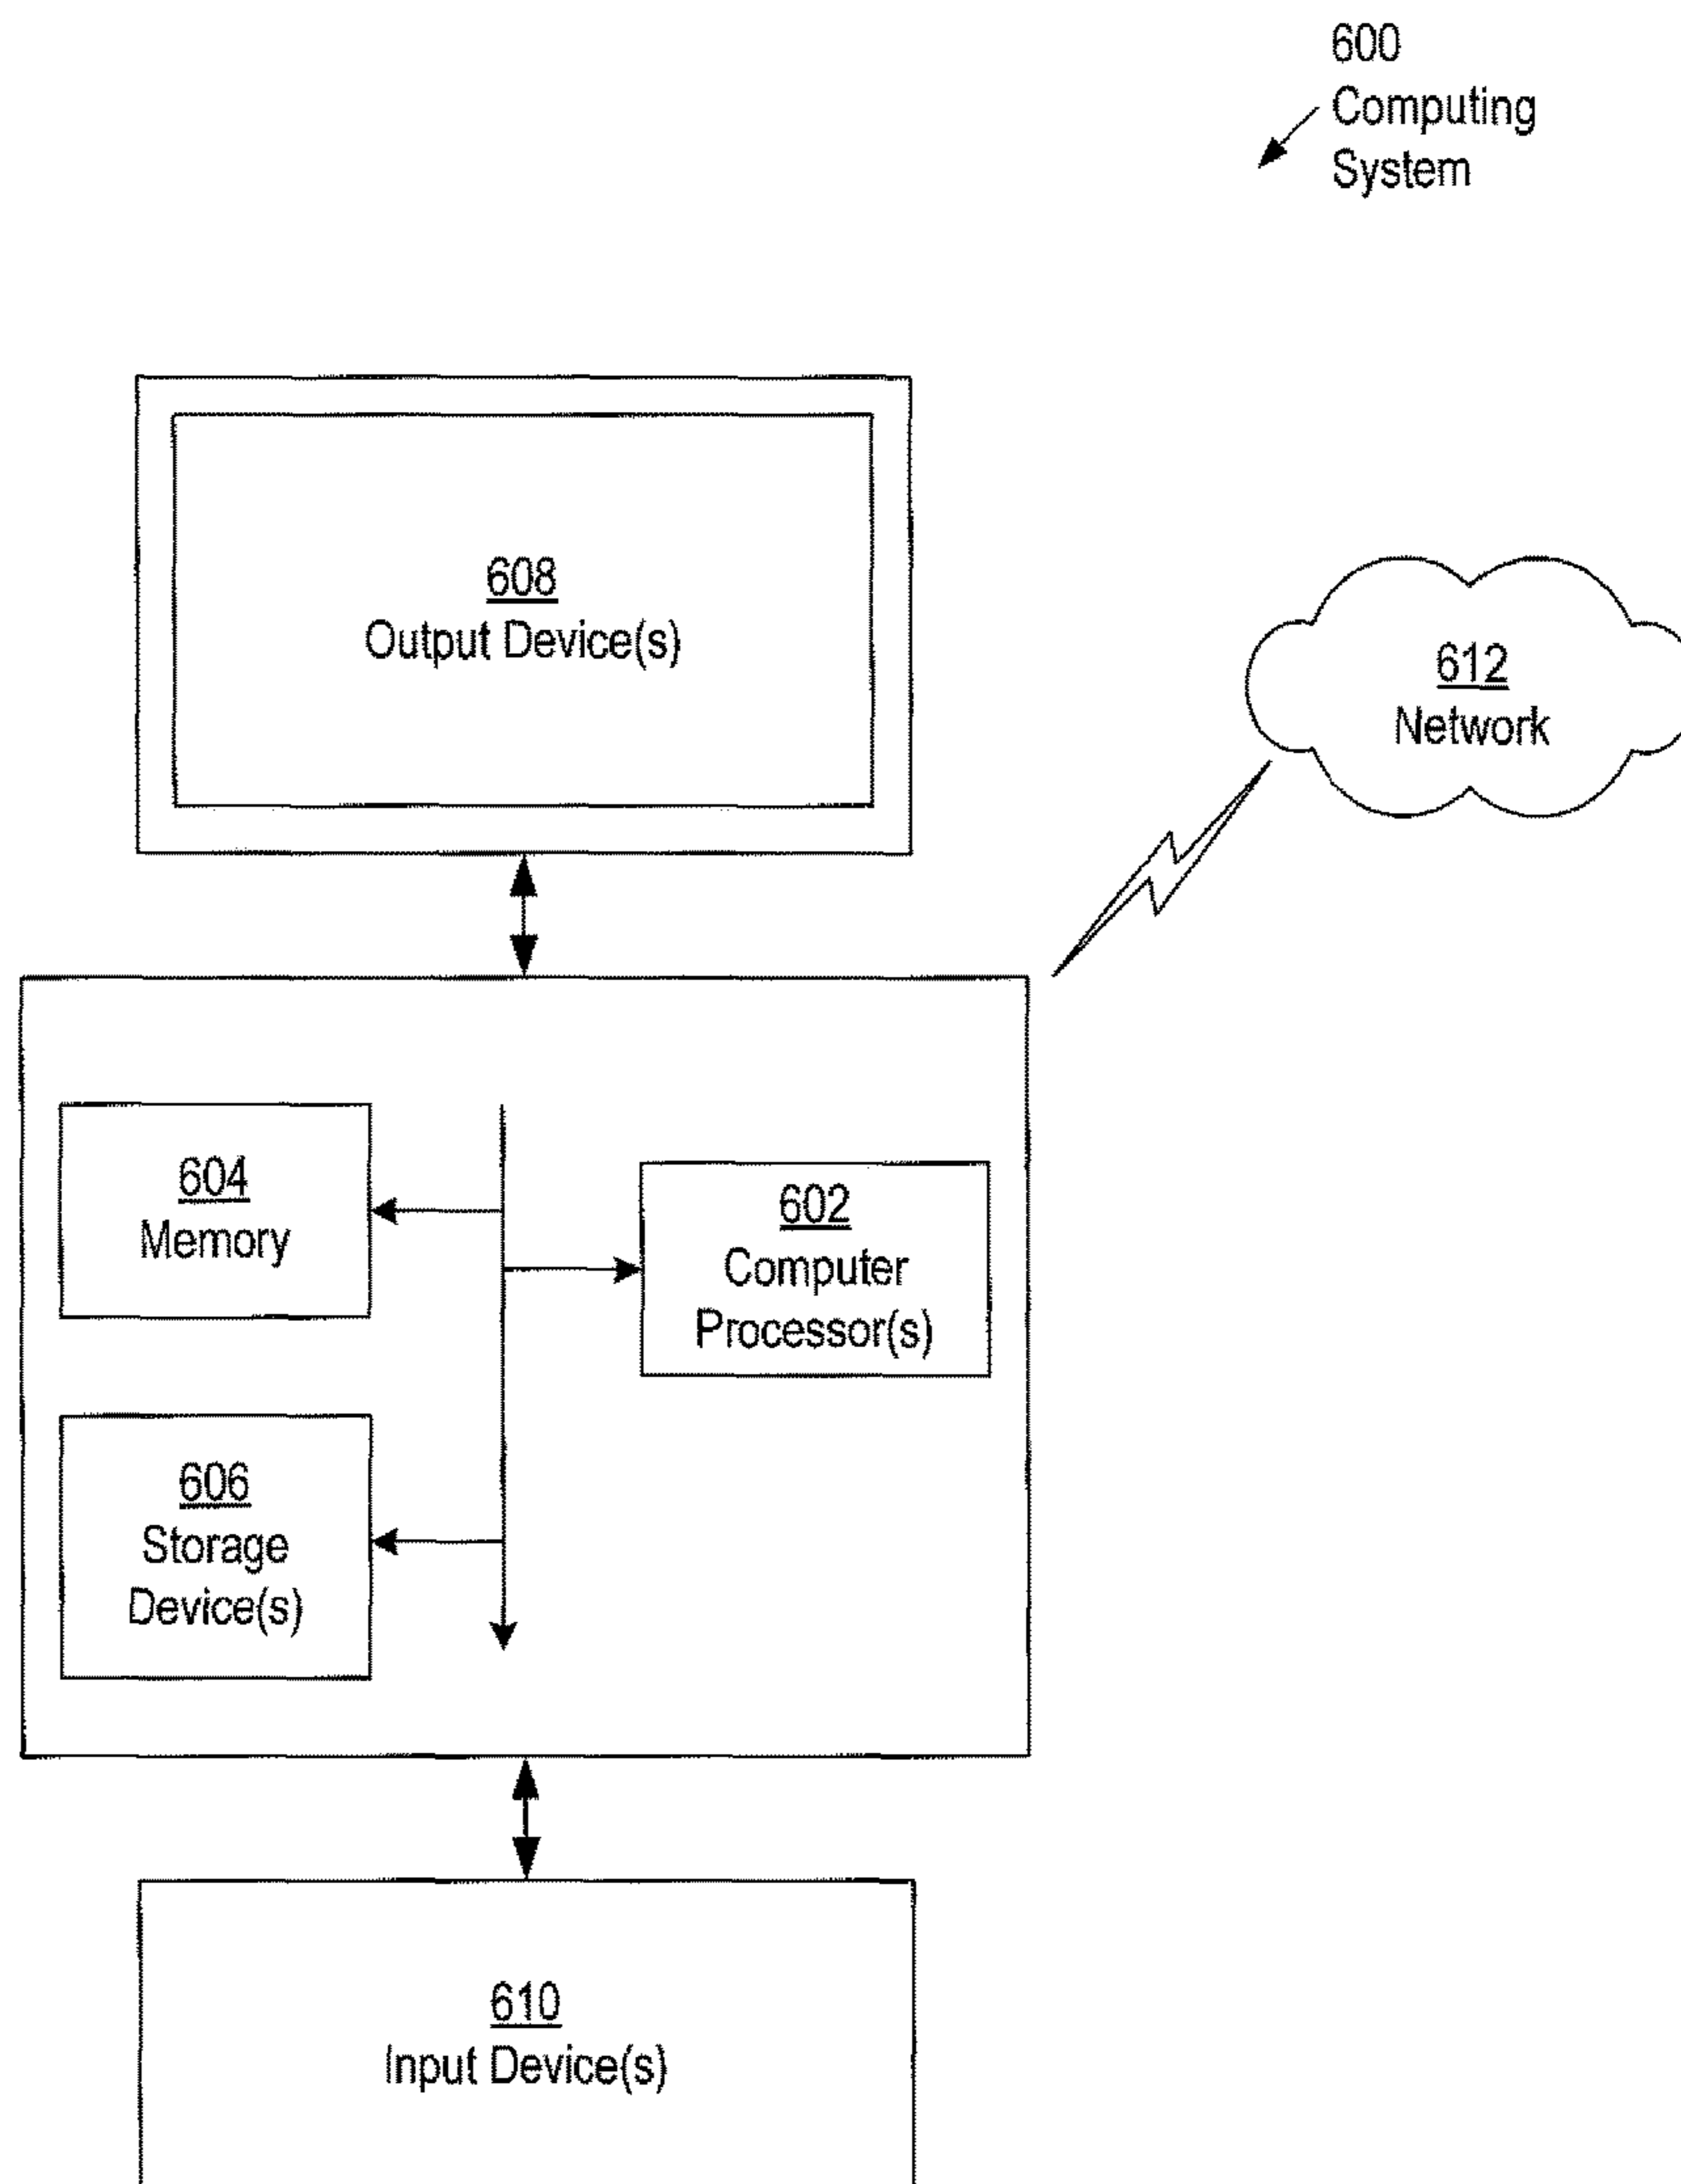 600
Computing
System
608
Output Device(s)
612
Network
604
Memory
602
Computer
Processor(s)
606
Storage
Device(s)
610
Input Device(s)